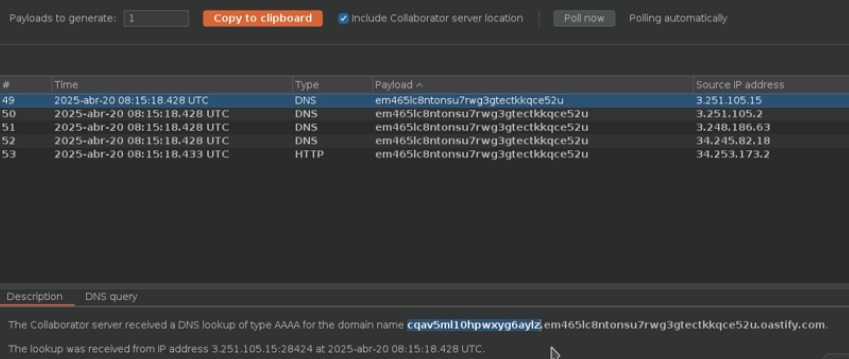 Payloads to generate: 1 Copy to clipboard Include Collaborator server location Poll now Polling automatically
# Time Type Payload Source IP address
49 2025-abr-20 08:15:18.428 UTC DNS em465lc8ntonsu7rwg3gtectkkqce52u 3.251.105.15
50 2025-abr-20 08:15:18.428 UTC DNS em465lc8ntonsu7rwg3gtectkkqce52u 3.251.105.2
51 2025-abr-20 08:15:18.428 UTC DNS em465lc8ntonsu7rwg3gtectkkqce52u 3.248.186.63
52 2025-abr-20 08:15:18.428 UTC DNS em465lc8ntonsu7rwg3gtectkkqce52u 34.245.82.18
53 2025-abr-20 08:15:18.433 UTC HTTP em465lc8ntonsu7rwg3gtectkkqce52u 34.253.173.2
Description DNS query
The Collaborator server received a DNS lookup of type AAAA for the domain name cqav5ml10hpwxyg6aylz.em465lc8ntonsu7rwg3gtectkkqce52u.oastify.com.
The lookup was received from IP address 3.251.105.15:28424 at 2025-abr-20 08:15:18.428 UTC.